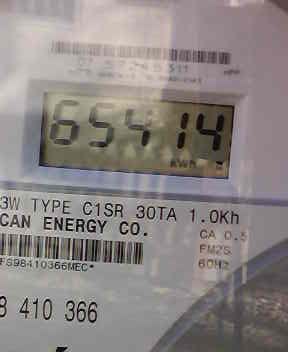 65414
KWH
3W TYPE C1SR 30TA 1.0Kh
CAN ENERGY CO.
CA 0.5
FM2S
60Hz
FS98410366MEC*
8 410 366